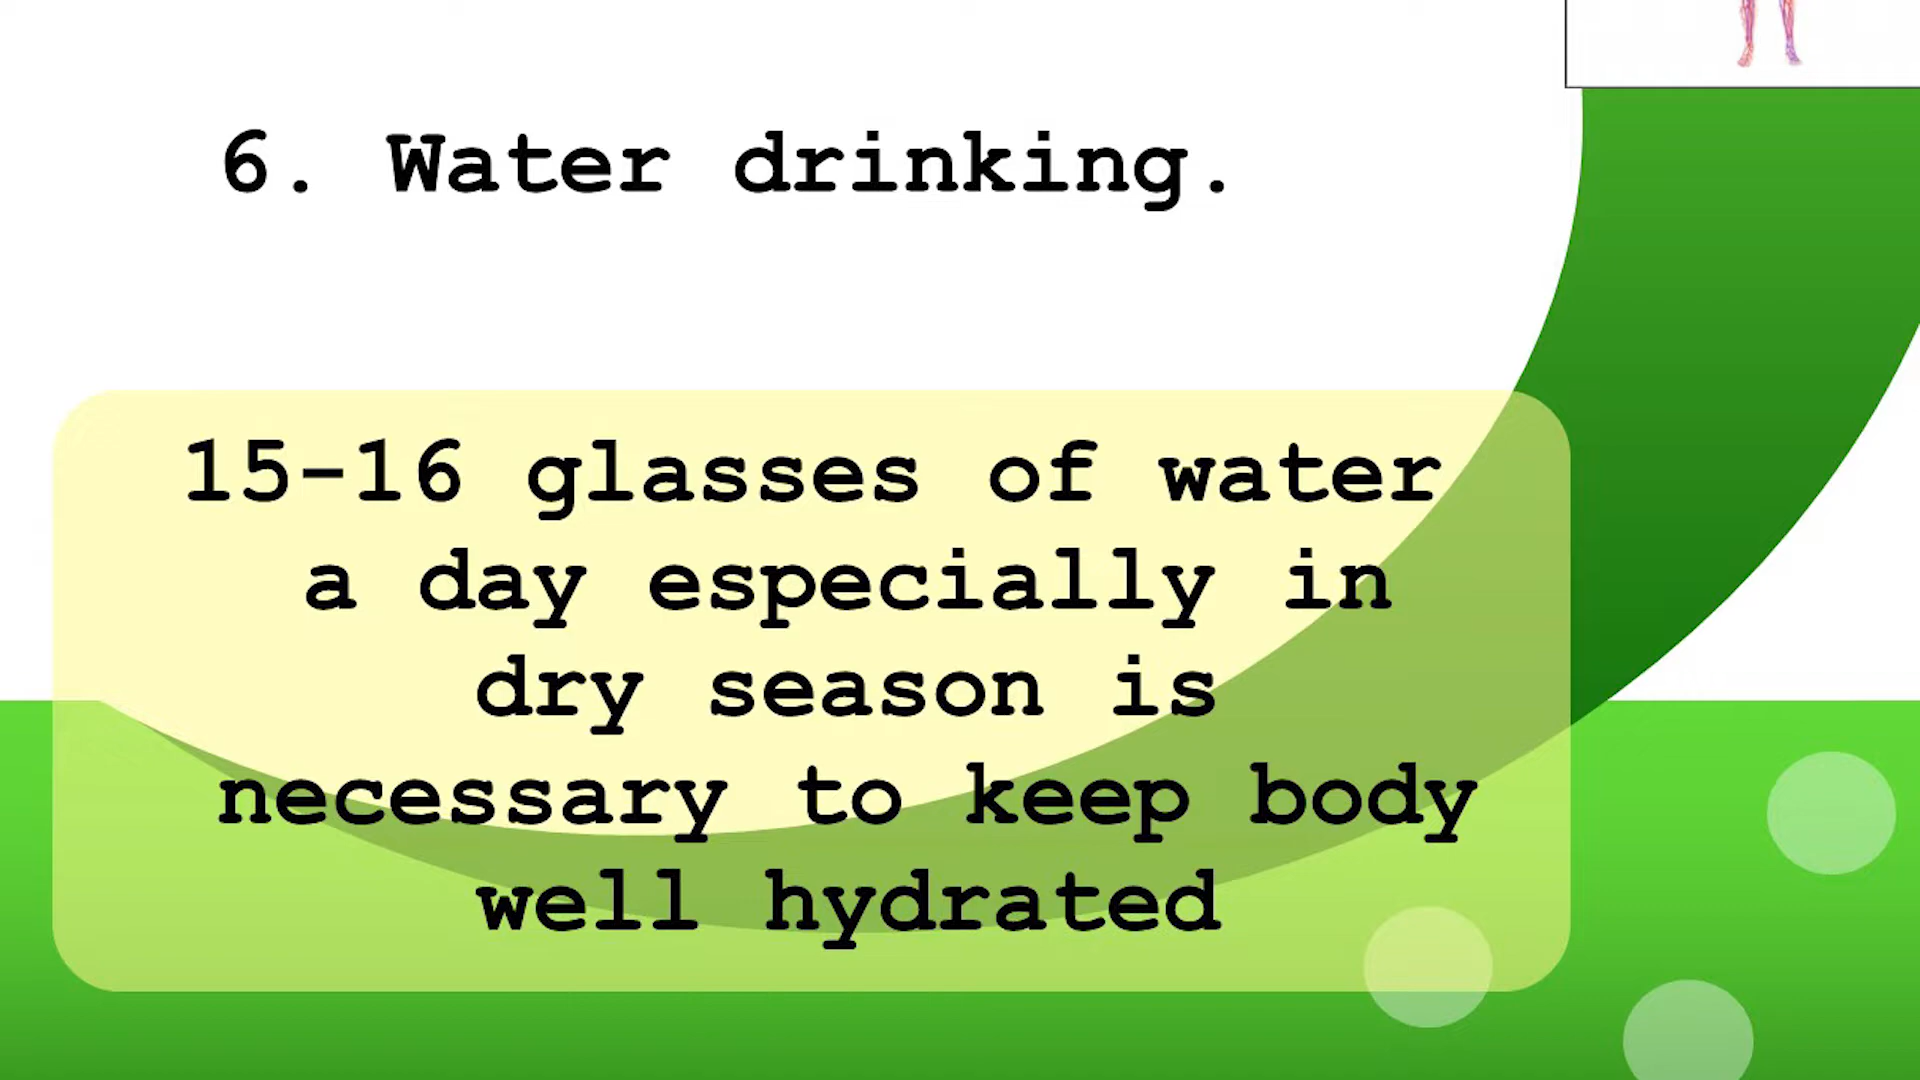 6. Water drinking.
15-16 glasses of water
a day especially in
dry season is
necessary to keep body
well hydrated